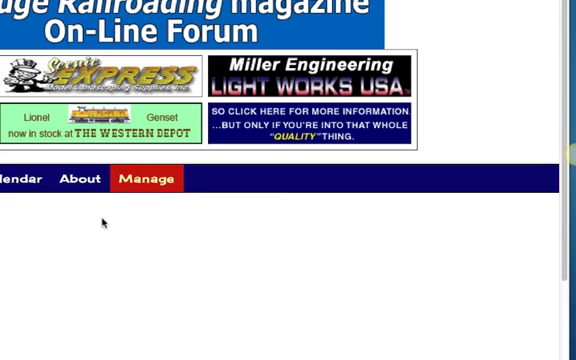 Railroading magazine
On-Line Forum
Scenic
EXPRESS
Model Landscaping Supplies
Miller Engineering
LIGHT WORKS USA
Lionel Genset
now in stock at THE WESTERN DEPOT
SO CLICK HERE FOR MORE INFORMATION
...BUT ONLY IF YOU'RE INTO THAT WHOLE
"QUALITY" THING.
lendar About Manage